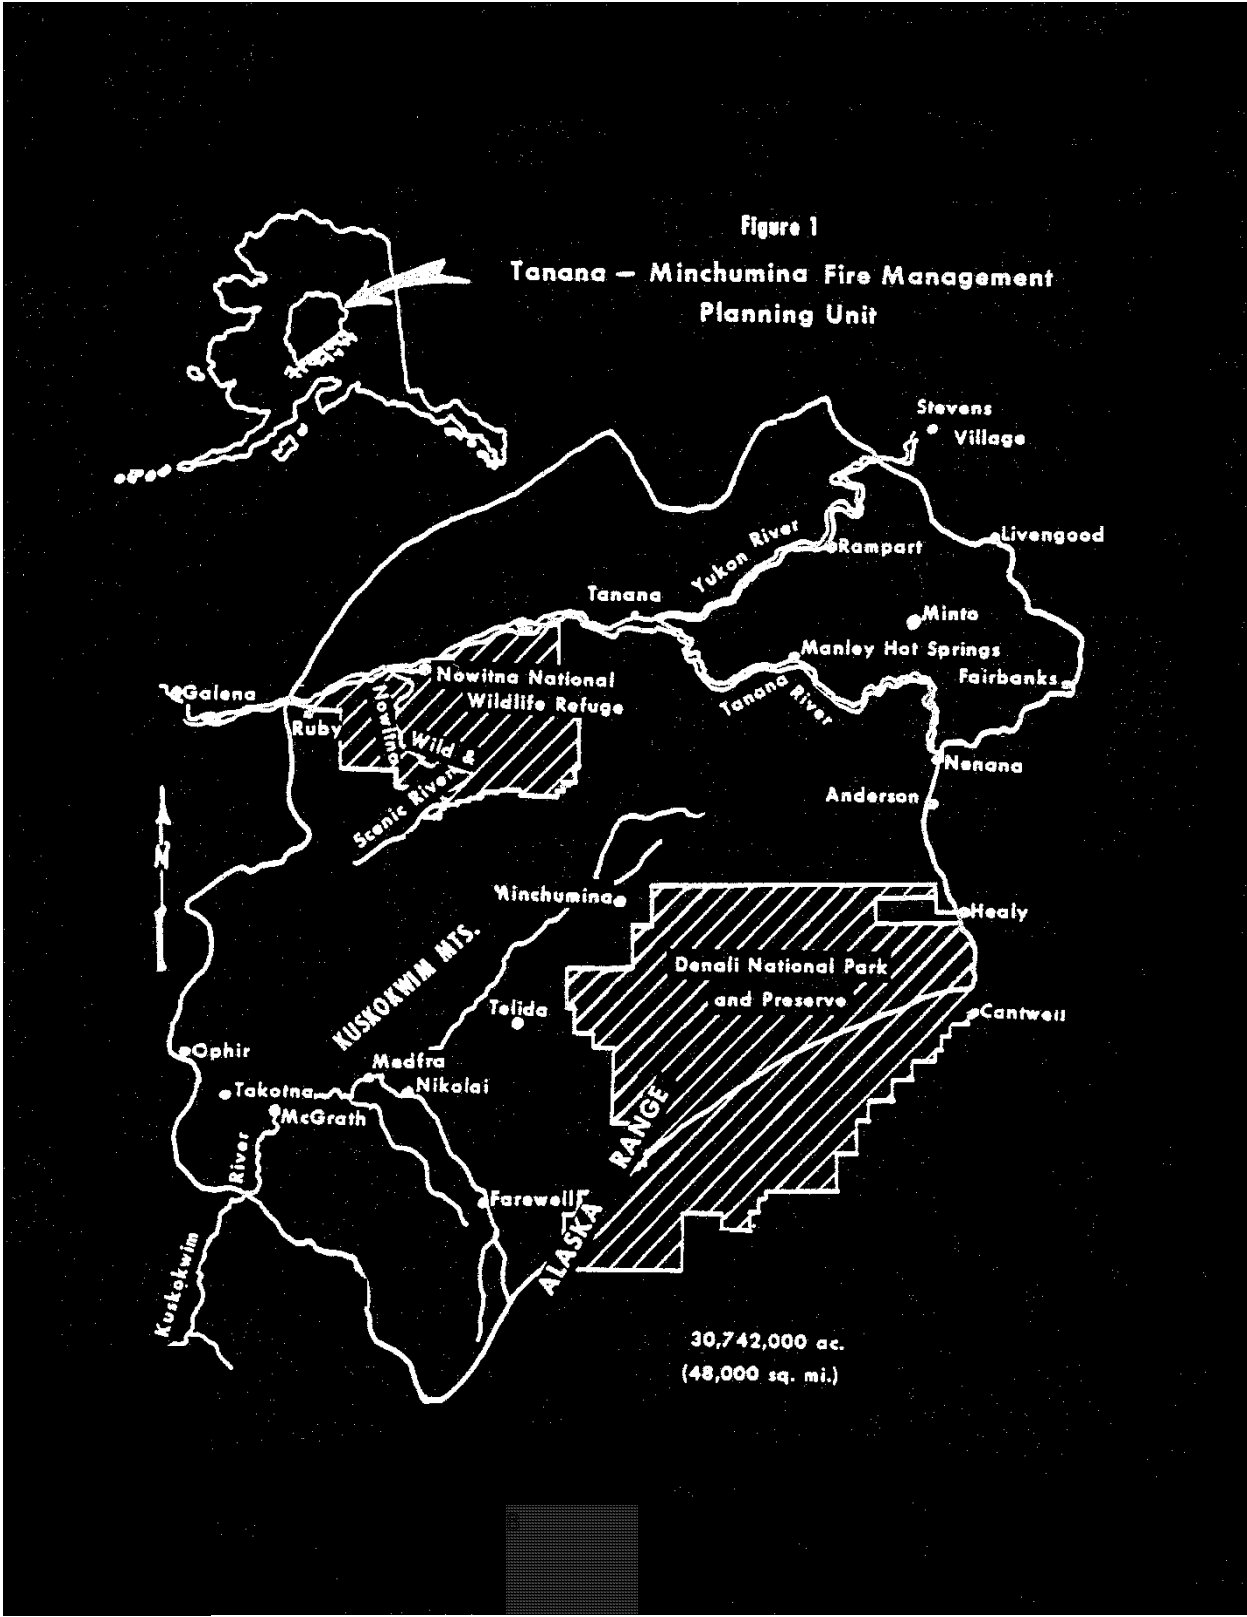 Figure 1
Tanana — Minchumina Fire Management
Planning Unit
Stevens
Village
Livengood
Yukon River
Rampart
Tanana
Minto
Manley Hot Springs
Fairbanks
Tanana River
Nowitna National
Wildlife Refuge
Galena
Ruby
Nowitna
Wild &
Scenic River
Nenana
Anderson
N
Minchumina
Healy
KUSKOKWIM MTS.
Denali National Park
and Preserve
Telida
Cantwell
Ophir
Medfra
Nikolai
Takotna
McGrath
River
Kuskokwim
Farewell
ALASKA
RANGE
30,742,000 ac.
(48,000 sq. mi.)